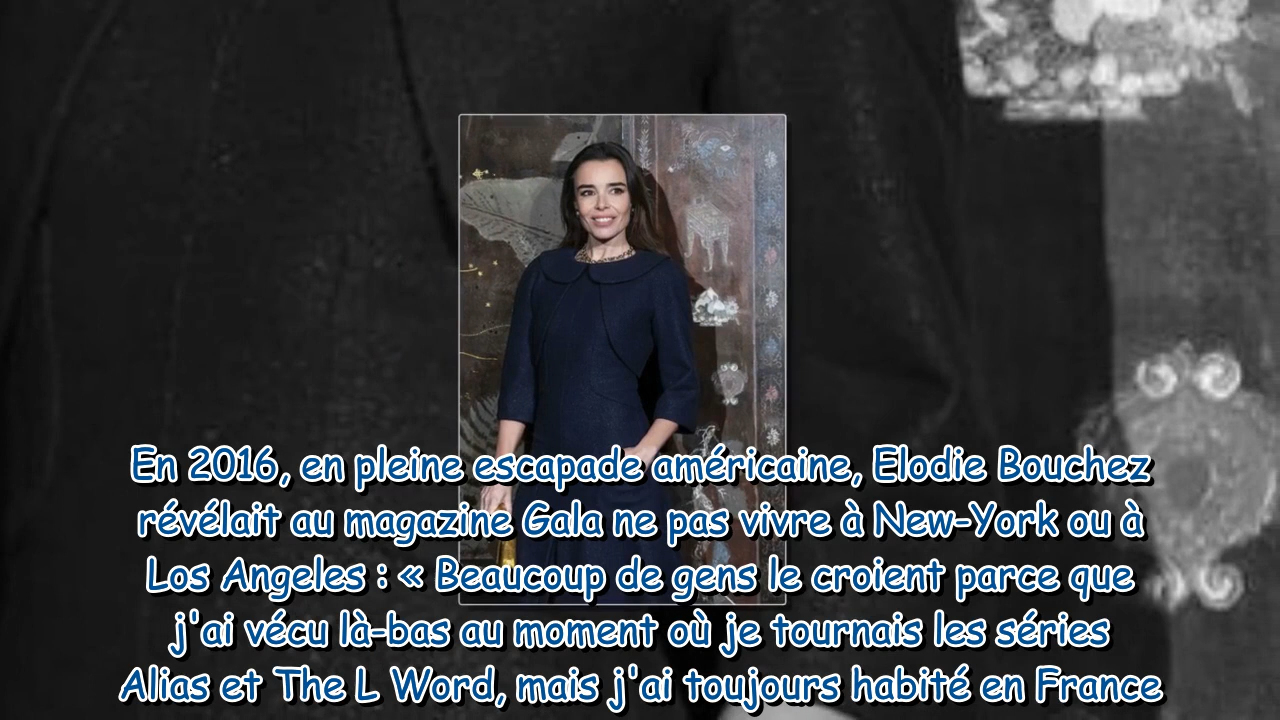 En 2016, en pleine escapade américaine, Elodie Bouchez
révélait au magazine Gala ne pas vivre à New-York ou à
Los Angeles : « Beaucoup de gens le croient parce que
j'ai vécu là-bas au moment où je tournais les séries
Alias et The L Word, mais j'ai toujours habité en France